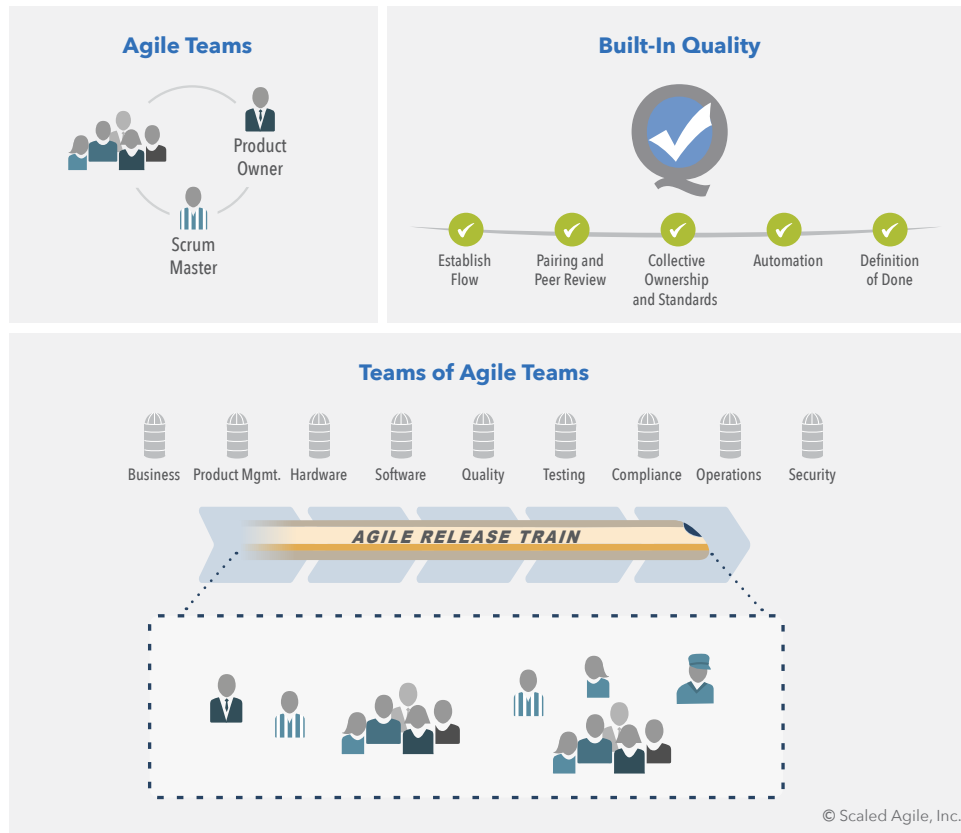 Agile Teams
Product
Owner
Scrum
Master
Built-In Quality
Establish
Flow
Pairing and
Peer Review
Collective
Ownership
and Standards
Automation
Definition
of Done
Teams of Agile Teams
Business
Product Mgmt.
Hardware
Software
Quality
Testing
Compliance
Operations
Security
AGILE RELEASE TRAIN
© Scaled Agile, Inc.